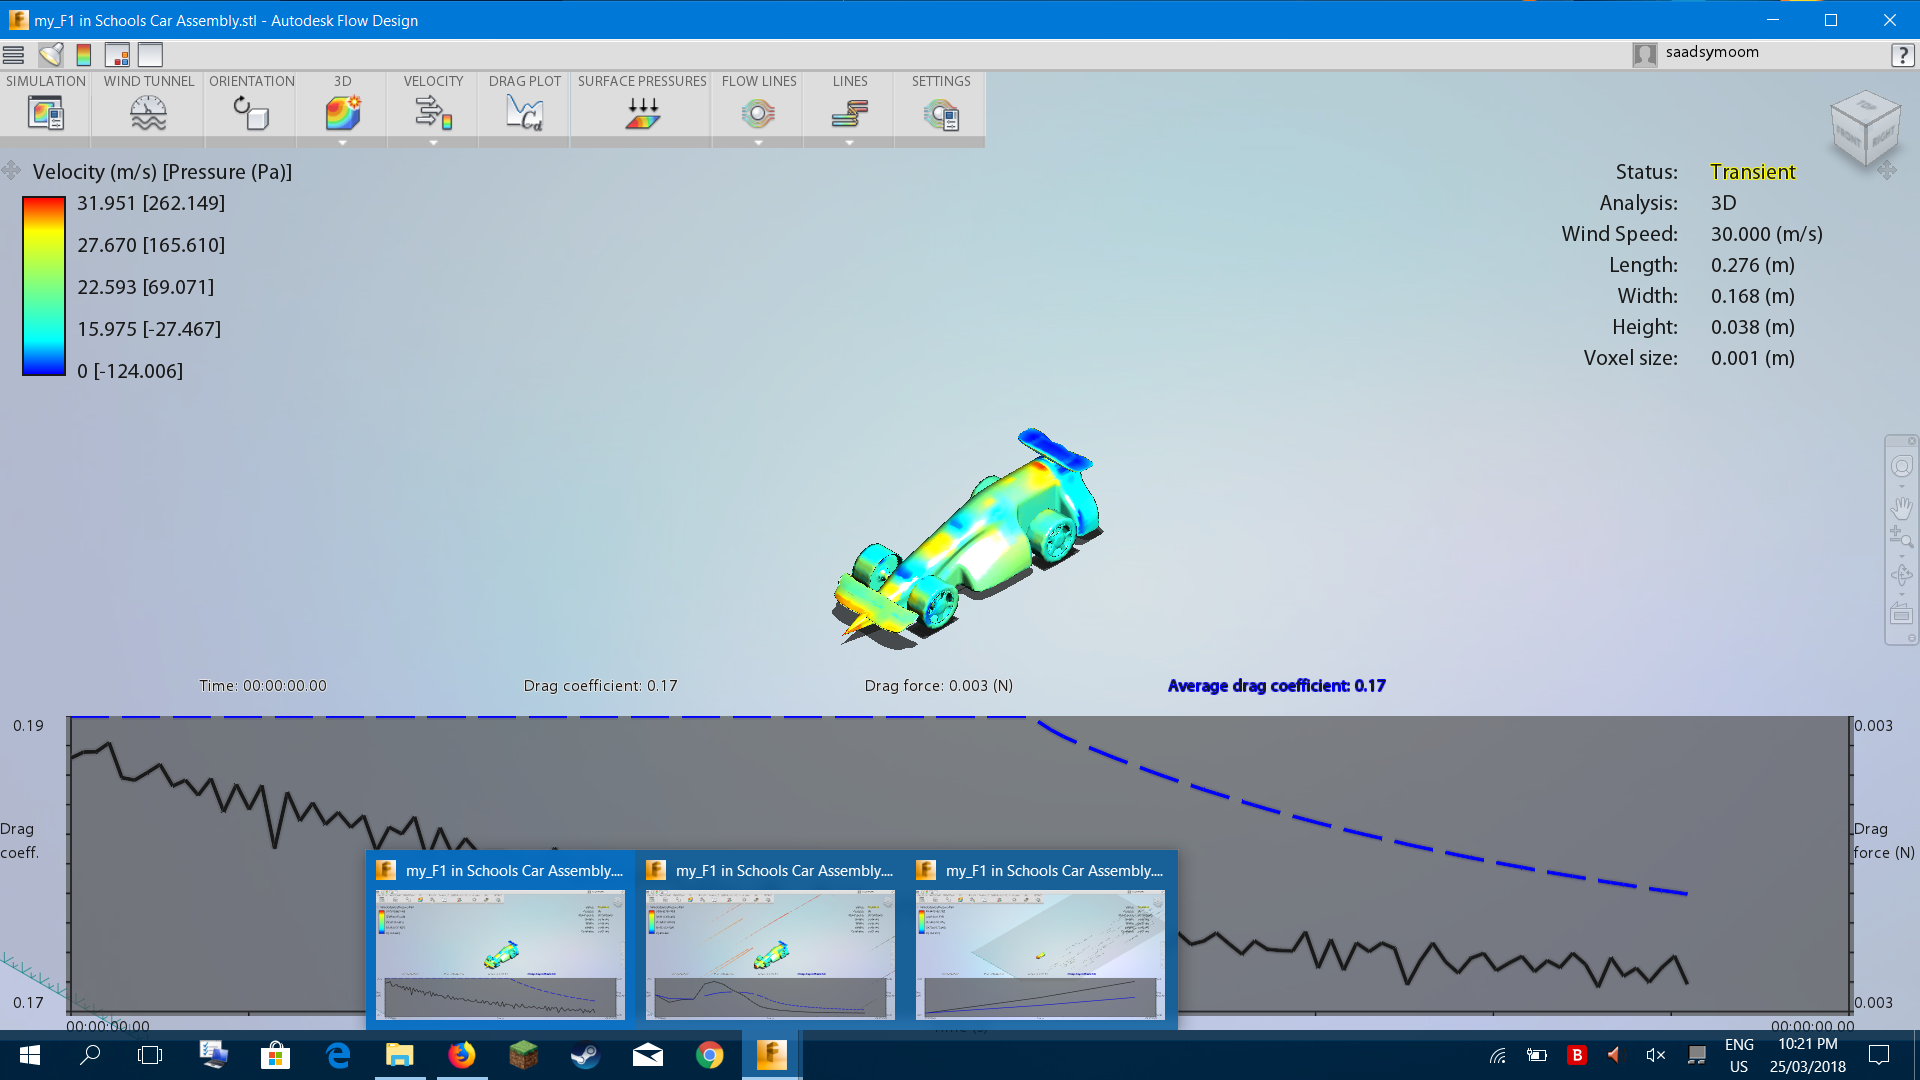 my_F1 in Schools Car Assembly.stl - Autodesk Flow Design
saadsymoom
?
SIMULATION WIND TUNNEL ORIENTATION 3D VELOCITY DRAG PLOT SURFACE PRESSURES FLOW LINES LINES SETTINGS
Cd
TOP
FRONT
RIGHT
Velocity (m/s) [Pressure (Pa)]
31.951 [262.149]
27.670 [165.610]
22.593 [69.071]
15.975 [-27.467]
0 [-124.006]
Status: Transient
Analysis: 3D
Wind Speed: 30.000 (m/s)
Length: 0.276 (m)
Width: 0.168 (m)
Height: 0.038 (m)
Voxel size: 0.001 (m)
Time: 00:00:00.00
Drag coefficient: 0.17
Drag force: 0.003 (N)
Average drag coefficient: 0.17
0.19
Drag
coeff.
0.17
0.003
Drag
force (N)
0.003
my_F1 in Schools Car Assembly....
my_F1 in Schools Car Assembly....
my_F1 in Schools Car Assembly....
00:00:00.00
00:00:00.00
B
ENG
US
10:21 PM
25/03/2018